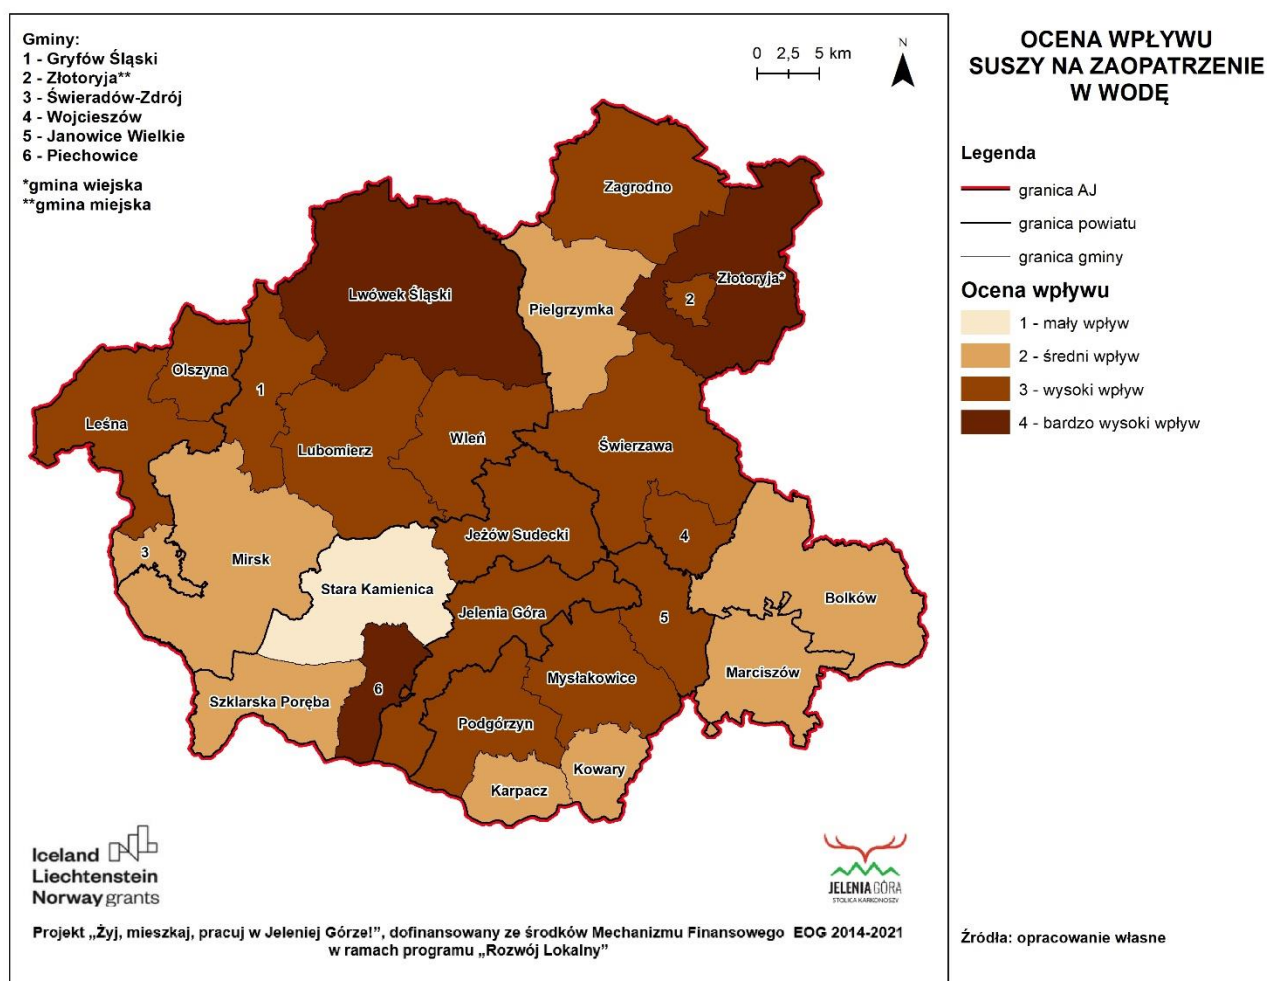 Gminy:
1 - Gryfów Śląski
2 - Złotoryja**
3 - Świeradów-Zdrój
4 - Wojcieszów
5 - Janowice Wielkie
6 - Piechowice
*gmina wiejska
**gmina miejska
0 2,5 5 km
N
OCENA WPŁYWU
SUSZY NA ZAOPATRZENIE
W WODĘ
Legenda
granica AJ
granica powiatu
granica gminy
Ocena wpływu
1 - mały wpływ
2 - średni wpływ
3 - wysoki wpływ
4 - bardzo wysoki wpływ
Zagrodno
Złotoryja*
2
Lwówek Śląski
Pielgrzymka
Olszyna
1
Leśna
Lubomierz
Wleń
Świerzawa
Jeżów Sudecki
4
3
Mirsk
Stara Kamienica
Bolków
Jelenia Góra
5
Marciszów
Mysłakowice
6
Szklarska Poręba
Podgórzyn
Kowary
Karpacz
Iceland
Liechtenstein
Norway grants
JELENIA GÓRA
STOLICA KARKONOSZY
Projekt „Żyj, mieszkaj, pracuj w Jeleniej Górze!”, dofinansowany ze środków Mechanizmu Finansowego EOG 2014-2021
w ramach programu „Rozwój Lokalny”
Źródła: opracowanie własne